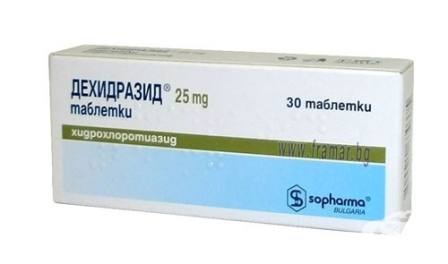 ДЕХИДРАЗИД® 25 mg
таблетки
30 таблетки
хидрохлоротиазид
www.framar.bg
sopharma
BULGARIA